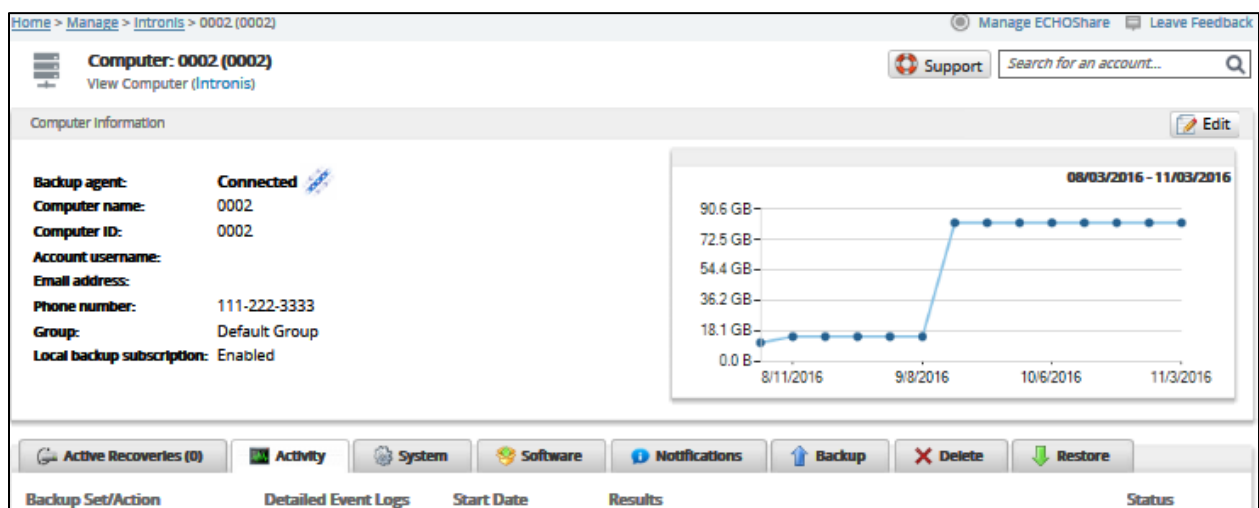 Home > Manage > Intronis > 0002 (0002) Manage ECHOShare Leave Feedback
Computer: 0002 (0002)
View Computer (Intronis)
Support Search for an account...
Computer Information Edit
Backup agent: Connected
Computer name: 0002
Computer ID: 0002
Account username:
Email address:
Phone number: 111-222-3333
Group: Default Group
Local backup subscription: Enabled
08/03/2016 - 11/03/2016
90.6 GB
72.5 GB
54.4 GB
36.2 GB
18.1 GB
0.0 B
8/11/2016 9/8/2016 10/6/2016 11/3/2016
Active Recoveries (0) Activity System Software Notifications Backup Delete Restore
Backup Set/Action Detailed Event Logs Start Date Results Status